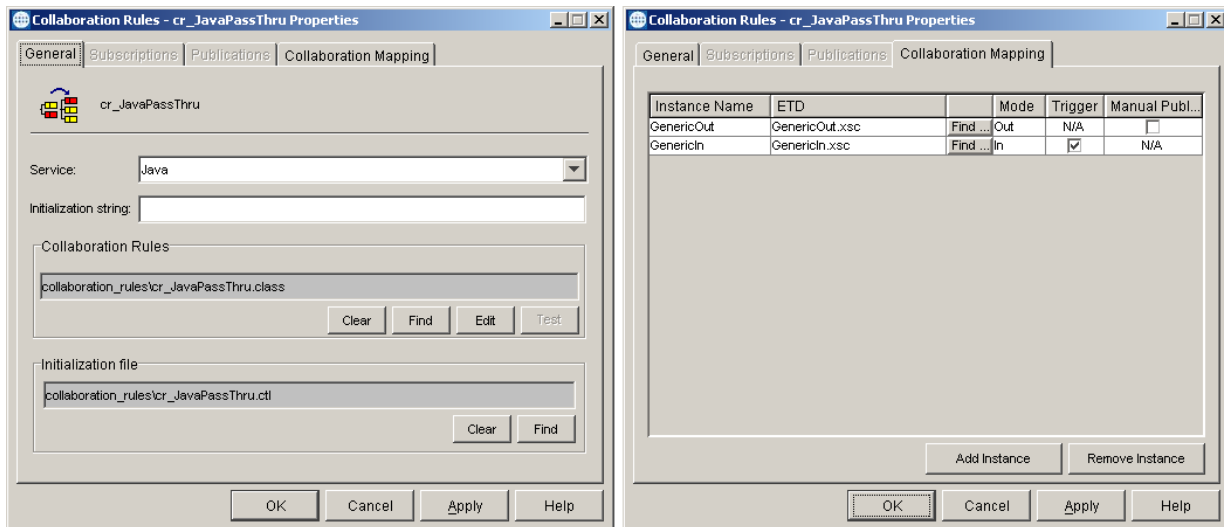 Collaboration Rules - cr_JavaPassThru Properties
General Subscriptions Publications Collaboration Mapping
cr_JavaPassThru
Service: Java
Initialization string:
Collaboration Rules
collaboration_rules\cr_JavaPassThru.class
Clear Find Edit Test
Initialization file
collaboration_rules\cr_JavaPassThru.ctl
Clear Find
OK Cancel Apply Help
Collaboration Rules - cr_JavaPassThru Properties
General Subscriptions Publications Collaboration Mapping
Instance Name ETD Mode Trigger Manual Publ...
GenericOut GenericOut.xsc Find ... Out N/A
GenericIn GenericIn.xsc Find ... In N/A
Add Instance Remove Instance
OK Cancel Apply Help